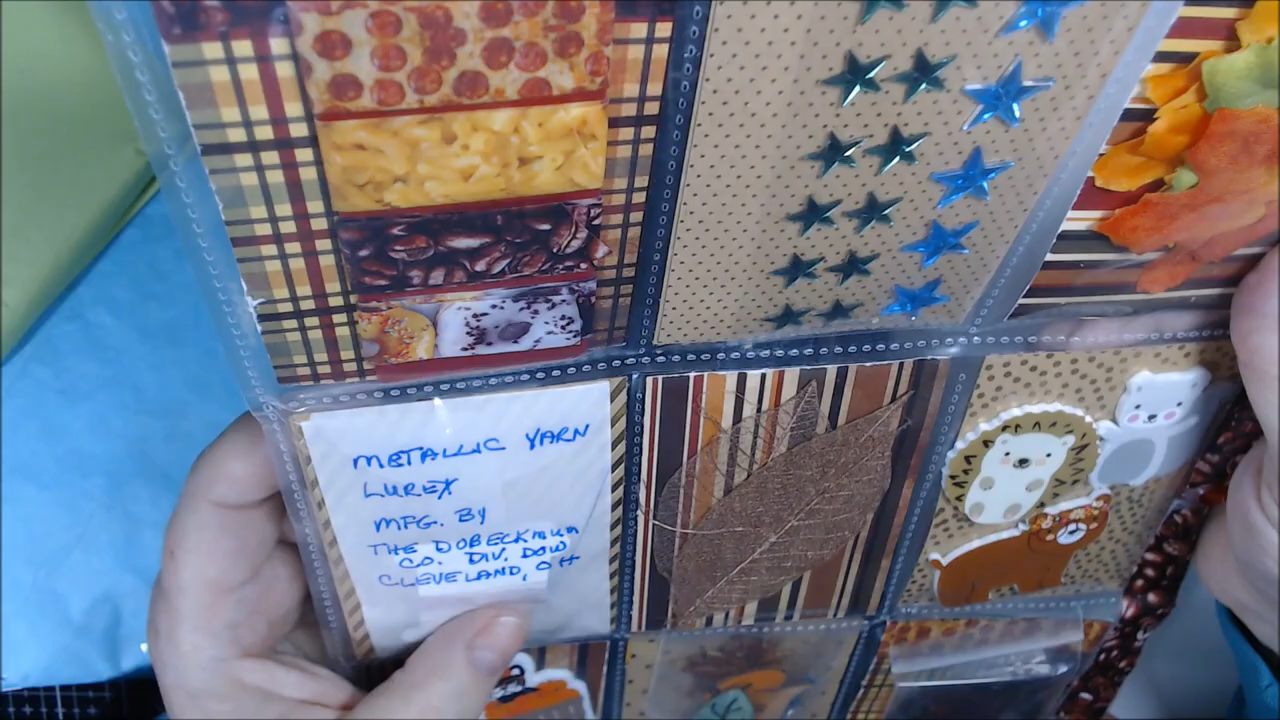 METALLIC YARN
LUREX
MFG. BY
THE DOBECKMUN
CO. DIV. DOW
CLEVELAND, OH